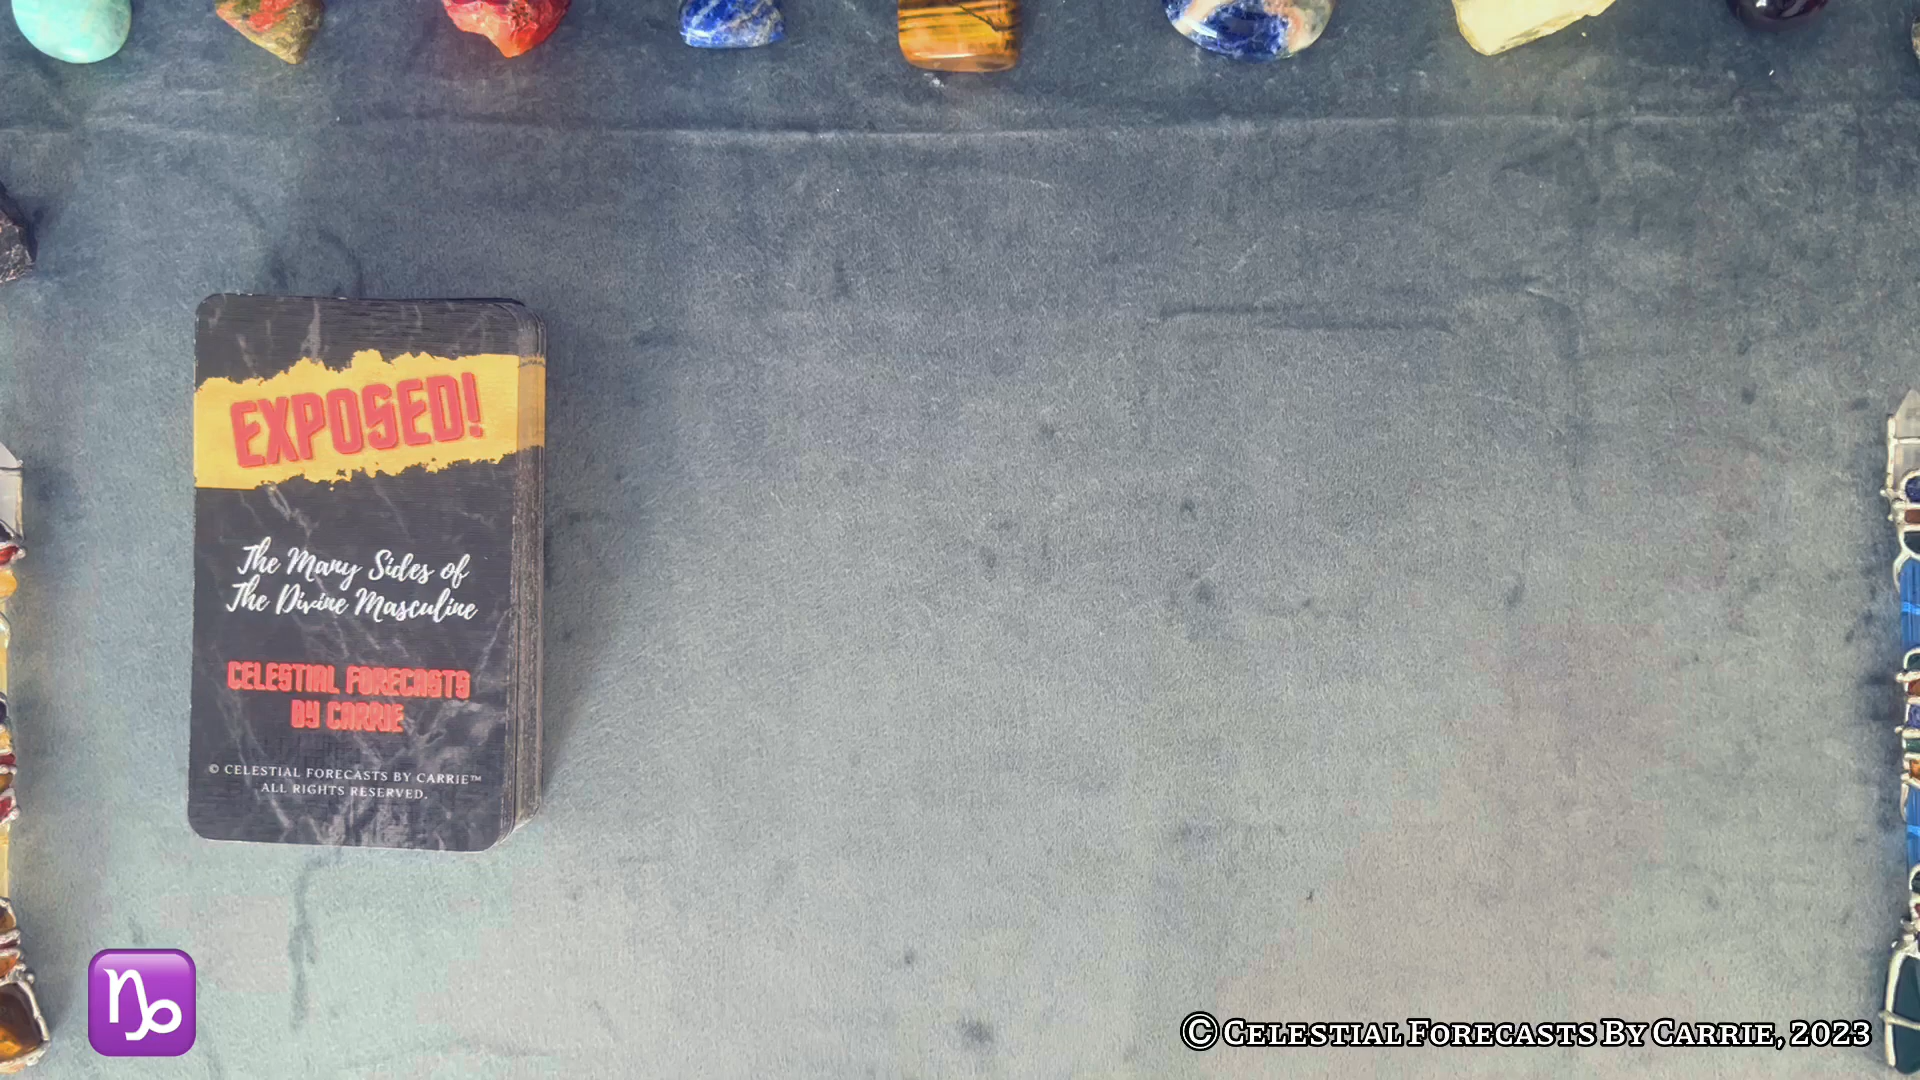 EXPOSED!
The Many Sides of
The Divine Masculine
CELESTIAL FORECASTS
BY CARRIE
© CELESTIAL FORECASTS BY CARRIE™
ALL RIGHTS RESERVED.
© CELESTIAL FORECASTS BY CARRIE, 2023